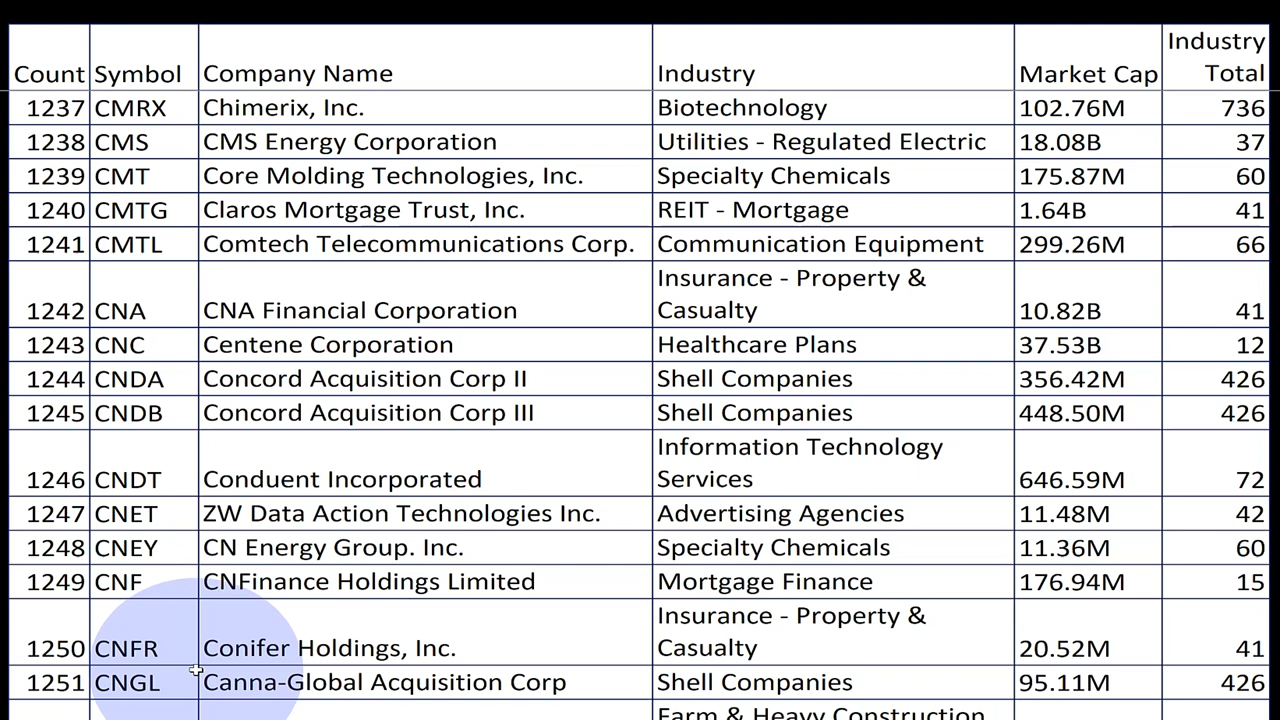 Count Symbol Company Name Industry Market Cap Industry Total
1237 CMRX Chimerix, Inc. Biotechnology 102.76M 736
1238 CMS CMS Energy Corporation Utilities - Regulated Electric 18.08B 37
1239 CMT Core Molding Technologies, Inc. Specialty Chemicals 175.87M 60
1240 CMTG Claros Mortgage Trust, Inc. REIT - Mortgage 1.64B 41
1241 CMTL Comtech Telecommunications Corp. Communication Equipment 299.26M 66
1242 CNA CNA Financial Corporation Insurance - Property & Casualty 10.82B 41
1243 CNC Centene Corporation Healthcare Plans 37.53B 12
1244 CNDA Concord Acquisition Corp II Shell Companies 356.42M 426
1245 CNDB Concord Acquisition Corp III Shell Companies 448.50M 426
1246 CNDT Conduent Incorporated Information Technology Services 646.59M 72
1247 CNET ZW Data Action Technologies Inc. Advertising Agencies 11.48M 42
1248 CNEY CN Energy Group. Inc. Specialty Chemicals 11.36M 60
1249 CNF CNFinance Holdings Limited Mortgage Finance 176.94M 15
1250 CNFR Conifer Holdings, Inc. Insurance - Property & Casualty 20.52M 41
1251 CNGL Canna-Global Acquisition Corp Shell Companies 95.11M 426
Farm & Heavy Construction